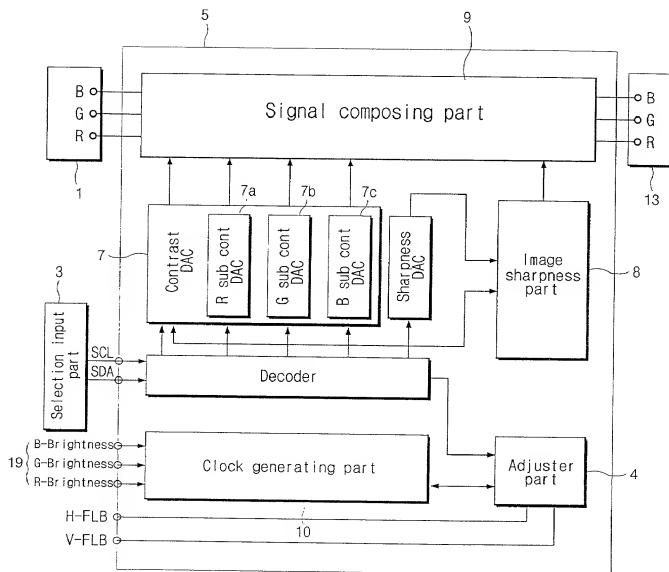 5
9
B
G
R
Signal composing part
B
G
R
1
13
7a
7b
7c
7
Contrast
DAC
R sub cont
DAC
G sub cont
DAC
B sub cont
DAC
Sharpness
DAC
Image
sharpness
part
8
3
Selection input
part
SCL
SDA
Decoder
19
B-Brightness
G-Brightness
R-Brightness
Clock generating part
Adjuster
part
4
10
H-FLB
V-FLB